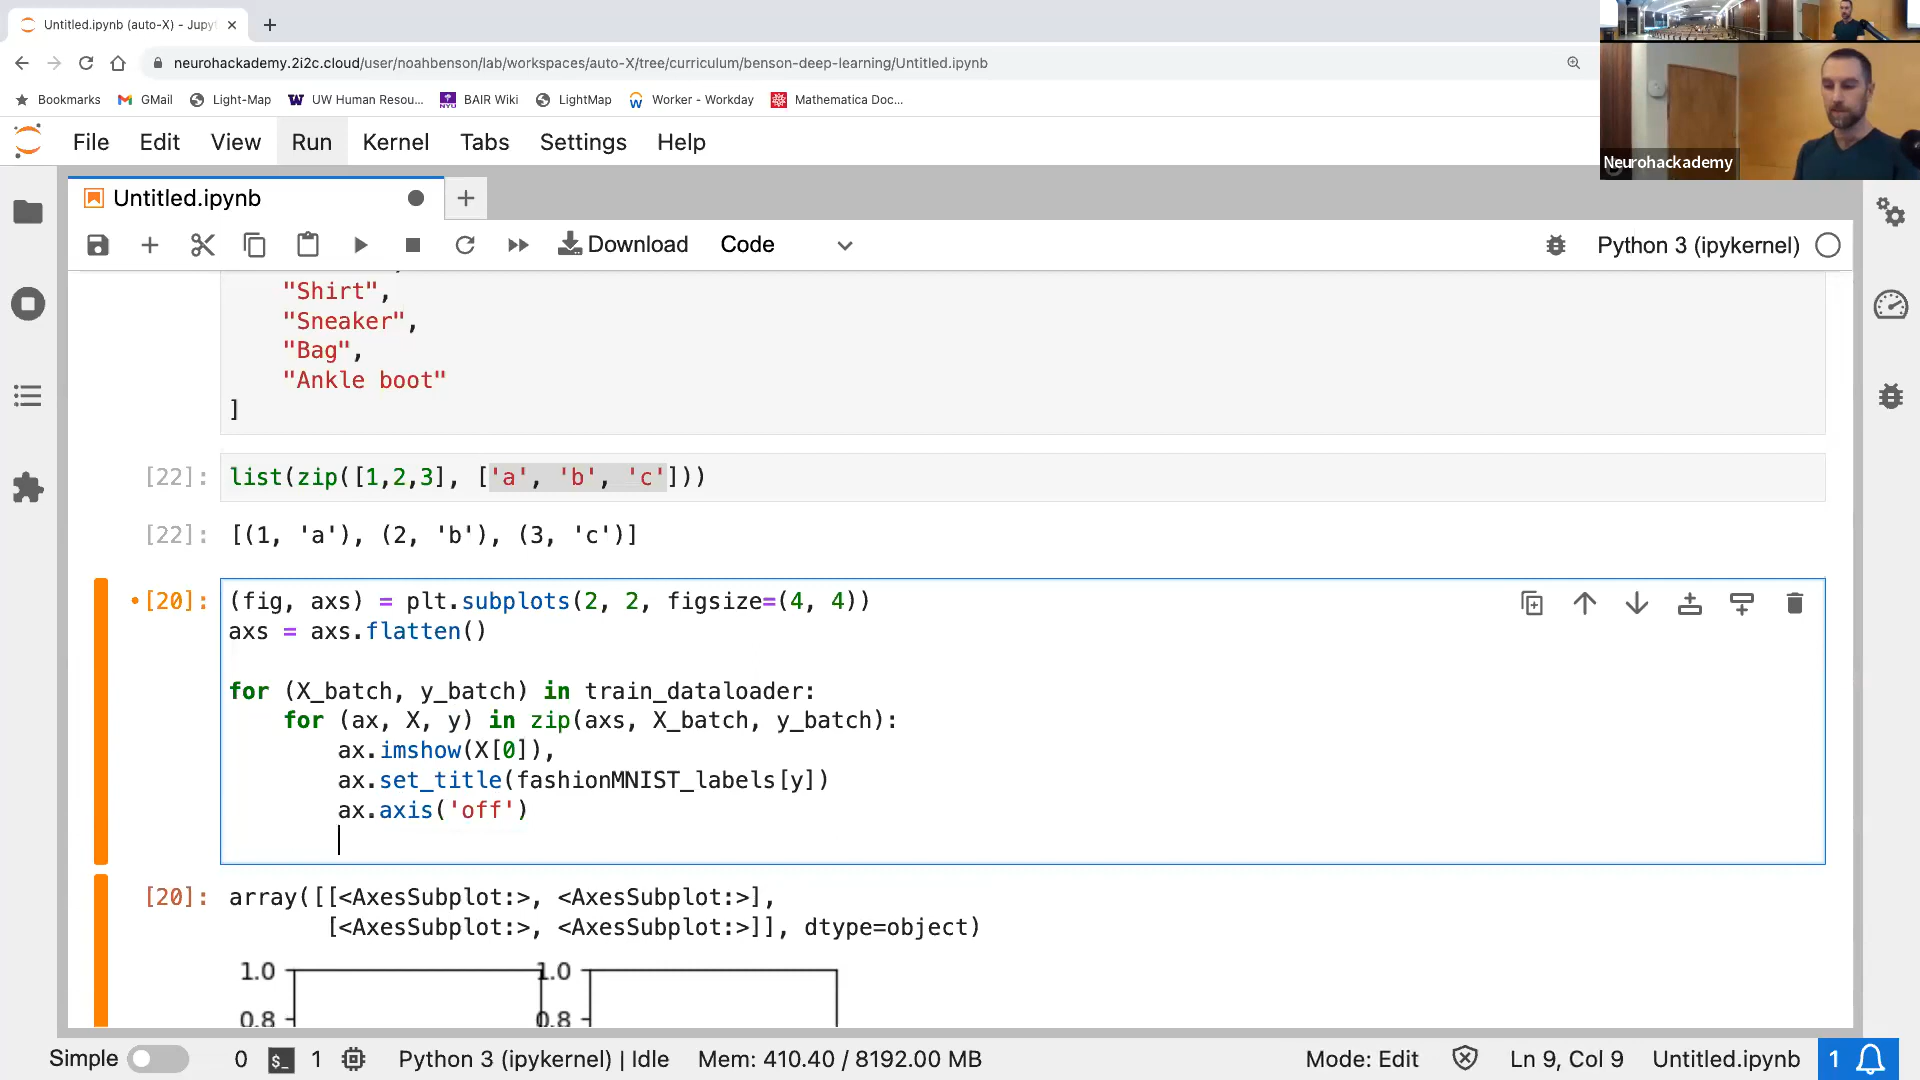 Untitled.ipynb (auto-X) - Jupyt
neurohackademy.2i2c.cloud/user/noahbenson/lab/workspaces/auto-X/tree/curriculum/benson-deep-learning/Untitled.ipynb
Bookmarks GMail Light-Map UW Human Resou... BAIR Wiki LightMap Worker - Workday Mathematica Doc...
Neurohackademy
File Edit View Run Kernel Tabs Settings Help
Untitled.ipynb
Download Code Python 3 (ipykernel)
"Shirt",
"Sneaker",
"Bag",
"Ankle boot"
]
[22]: list(zip([1,2,3], ['a', 'b', 'c']))
[22]: [(1, 'a'), (2, 'b'), (3, 'c')]
[20]: (fig, axs) = plt.subplots(2, 2, figsize=(4, 4))
axs = axs.flatten()
for (X_batch, y_batch) in train_dataloader:
for (ax, X, y) in zip(axs, X_batch, y_batch):
ax.imshow(X[0]),
ax.set_title(fashionMNIST_labels[y])
ax.axis('off')
[20]: array([[<AxesSubplot:>, <AxesSubplot:>],
[<AxesSubplot:>, <AxesSubplot:>]], dtype=object)
1.0 1.0
0.8 0.8
Simple 0 $_ 1 Python 3 (ipykernel) | Idle Mem: 410.40 / 8192.00 MB Mode: Edit Ln 9, Col 9 Untitled.ipynb 1